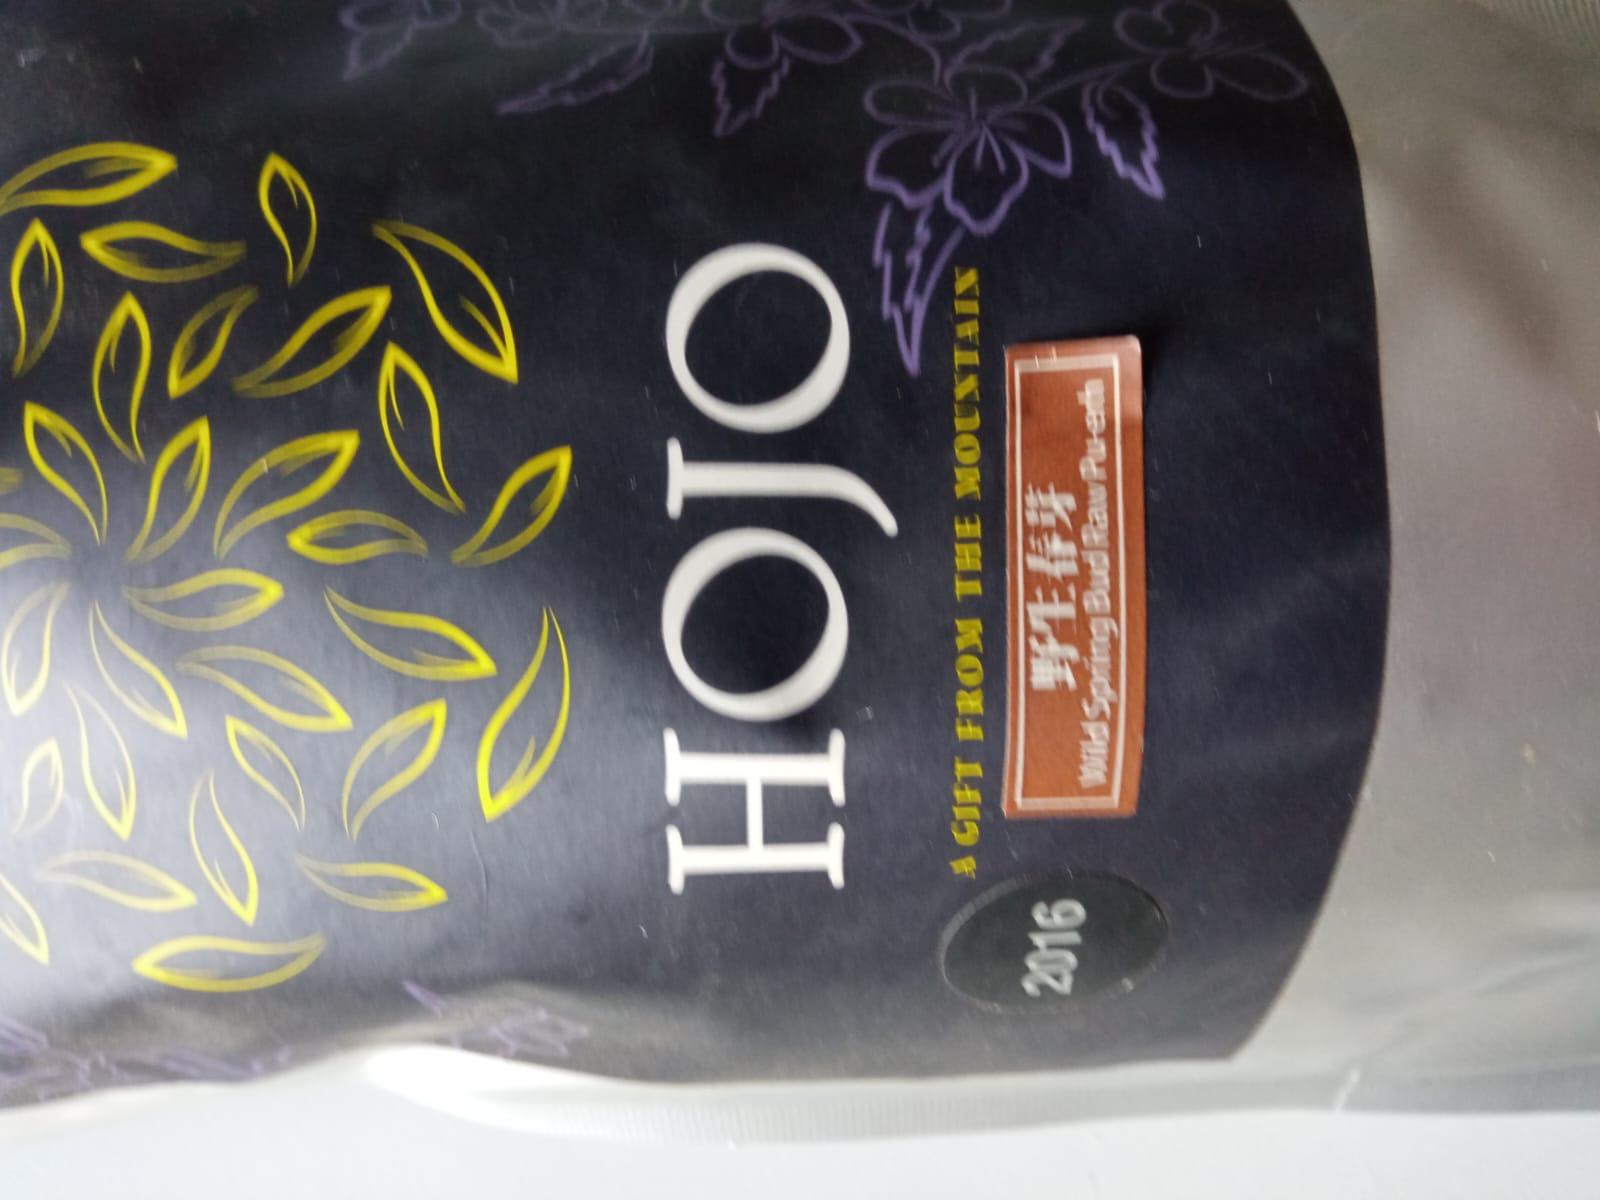 HOJO
A GIFT FROM THE MOUNTAIN
野生春芽
Wild Spring Bud Raw Pu-erh
2016